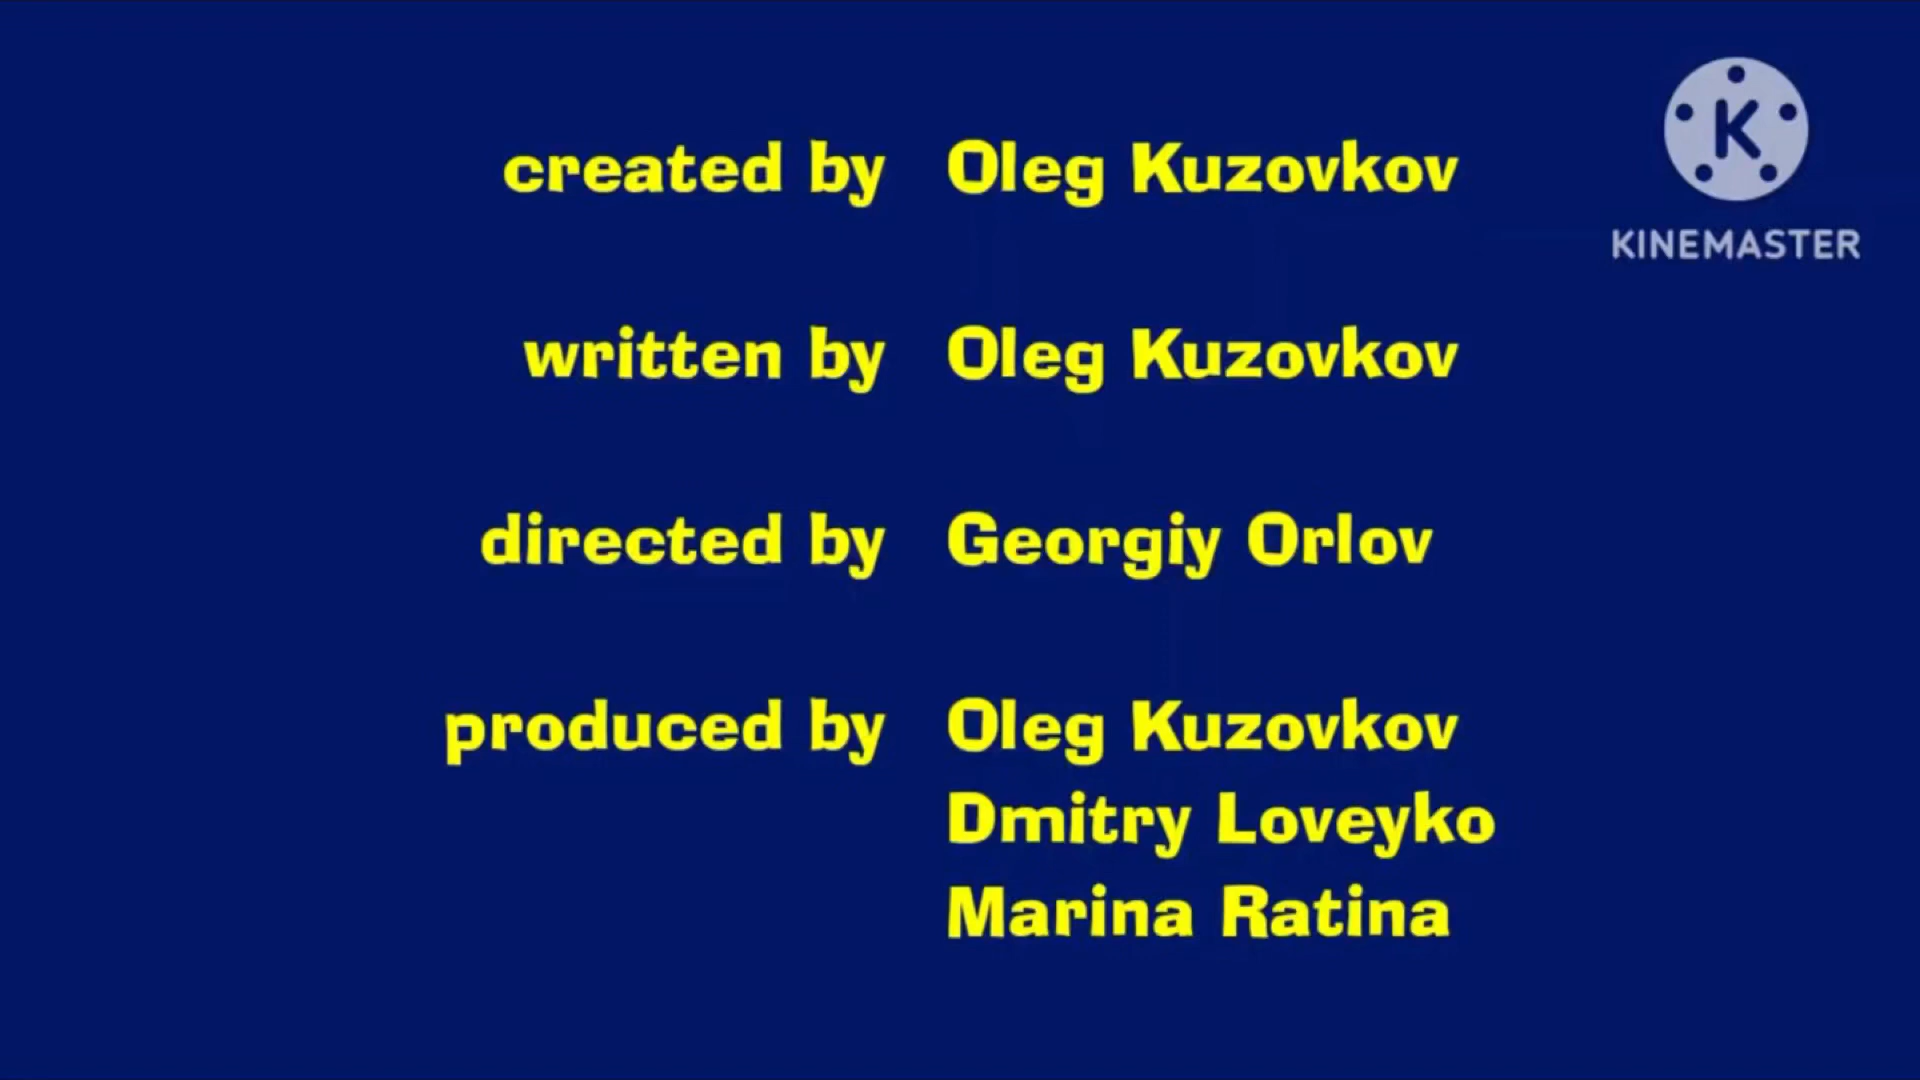 created by Oleg Kuzovkov
K
KINEMASTER
written by Oleg Kuzovkov
directed by Georgiy Orlov
produced by Oleg Kuzovkov
Dmitry Loveyko
Marina Ratina